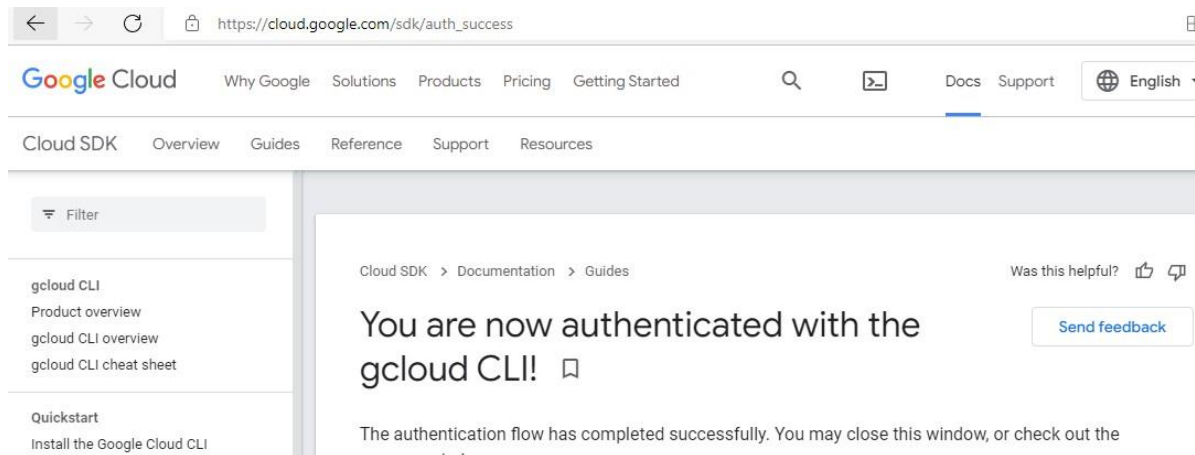 https://cloud.google.com/sdk/auth_success
Google Cloud Why Google Solutions Products Pricing Getting Started Docs Support English
Cloud SDK Overview Guides Reference Support Resources
Filter
gcloud CLI
Product overview
gcloud CLI overview
gcloud CLI cheat sheet
Quickstart
Install the Google Cloud CLI
Cloud SDK > Documentation > Guides
Was this helpful?
You are now authenticated with the
gcloud CLI!
Send feedback
The authentication flow has completed successfully. You may close this window, or check out the